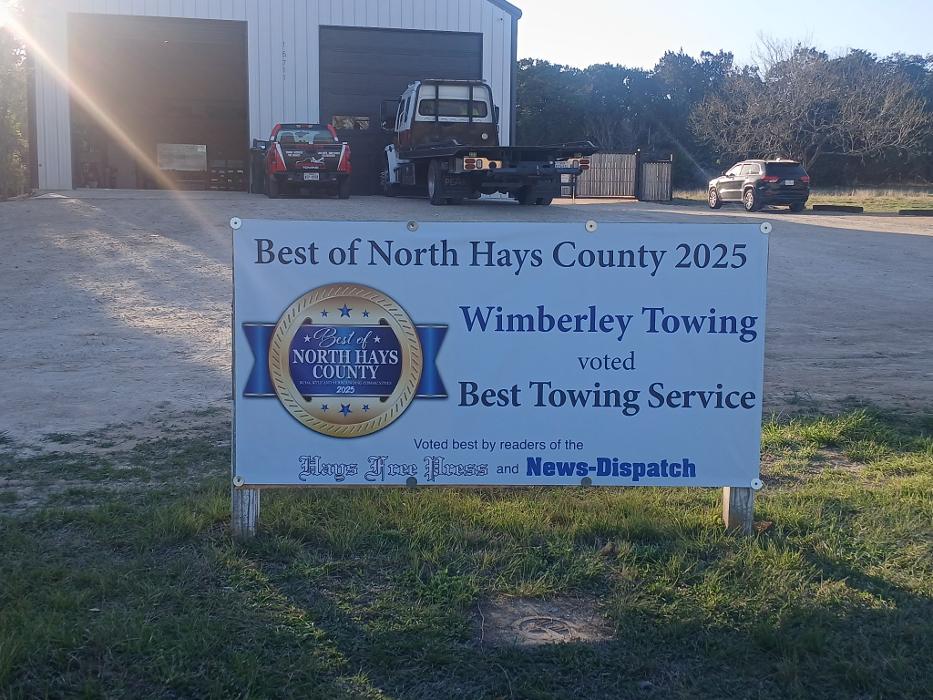 Best of North Hays County 2025
Best of
NORTH HAYS
COUNTY
2025
Wimberley Towing
voted
Best Towing Service
Voted best by readers of the
Hays Free Press and News-Dispatch